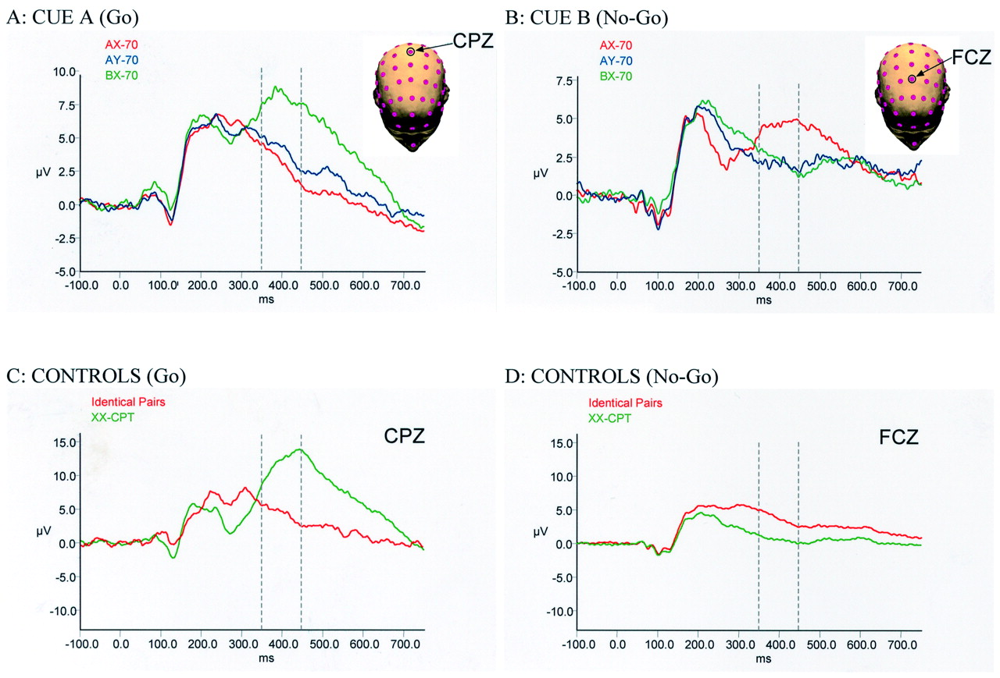 A: CUE A (Go)
AX-70
AY-70
BX-70
CPZ
10.0
7.5
5.0
2.5
0.0
-2.5
-5.0
µV
-100.0 0.0 100.0 200.0 300.0 400.0 500.0 600.0 700.0
ms
B: CUE B (No-Go)
AX-70
AY-70
BX-70
FCZ
7.5
5.0
2.5
0.0
-2.5
-5.0
µV
-100.0 0.0 100.0 200.0 300.0 400.0 500.0 600.0 700.0
ms
C: CONTROLS (Go)
Identical Pairs
XX-CPT
CPZ
15.0
10.0
5.0
0.0
-5.0
-10.0
µV
-100.0 0.0 100.0 200.0 300.0 400.0 500.0 600.0 700.0
ms
D: CONTROLS (No-Go)
Identical Pairs
XX-CPT
FCZ
15.0
10.0
5.0
0.0
-5.0
-10.0
µV
-100.0 0.0 100.0 200.0 300.0 400.0 500.0 600.0 700.0
ms